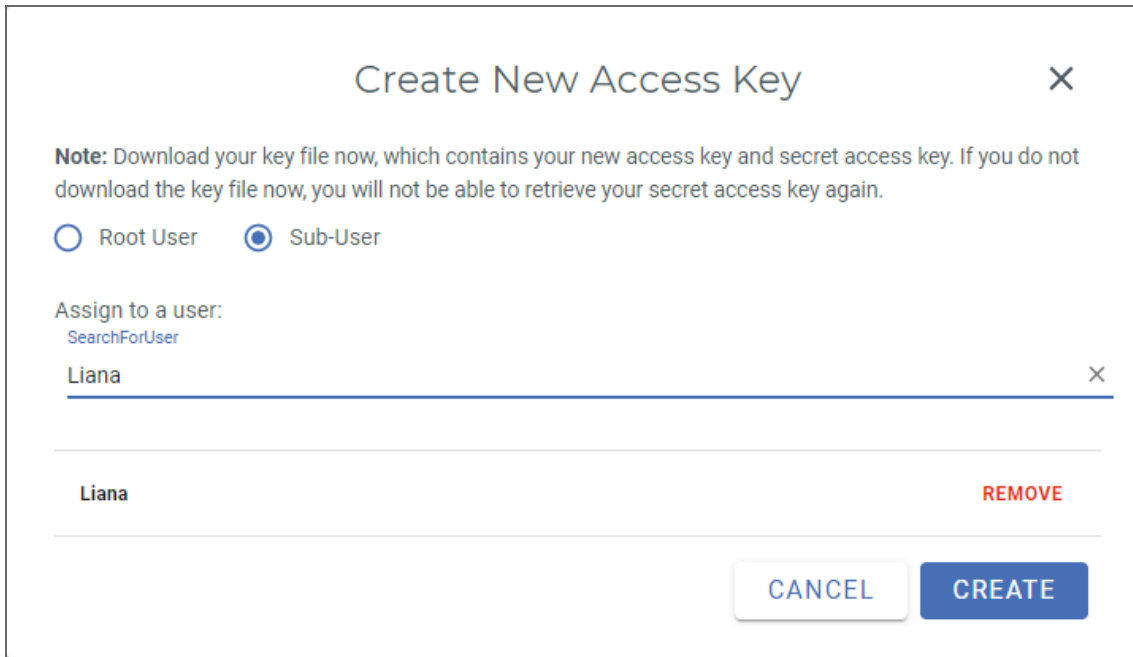 Create New Access Key
Note: Download your key file now, which contains your new access key and secret access key. If you do not
download the key file now, you will not be able to retrieve your secret access key again.
Root User Sub-User
Assign to a user:
SearchForUser
Liana
Liana REMOVE
CANCEL CREATE